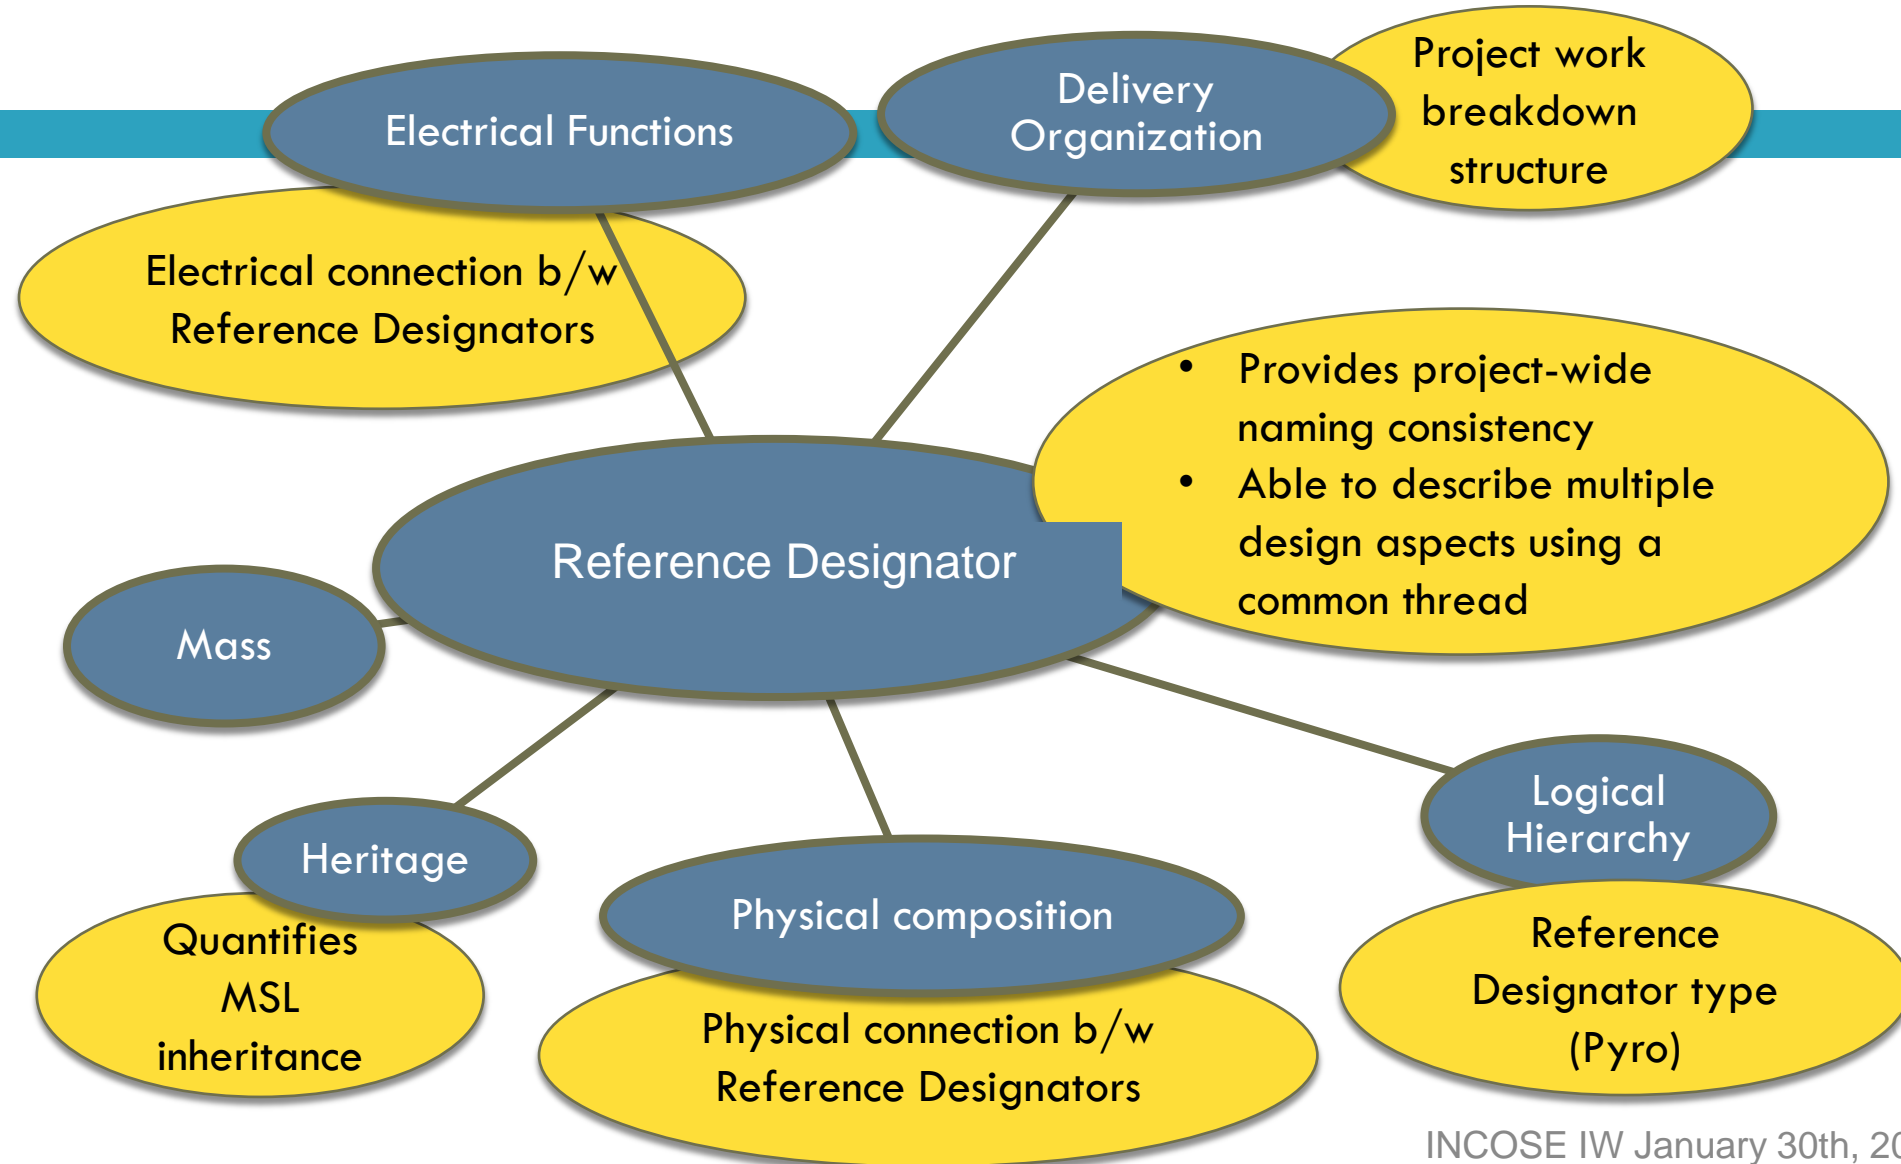 Electrical Functions
Delivery
Organization
Project work
breakdown
structure
Electrical connection b/w
Reference Designators
• Provides project-wide
naming consistency
• Able to describe multiple
design aspects using a
common thread
Reference Designator
Mass
Heritage
Quantifies
MSL
inheritance
Physical composition
Physical connection b/w
Reference Designators
Logical
Hierarchy
Reference
Designator type
(Pyro)
INCOSE IW January 30th, 20